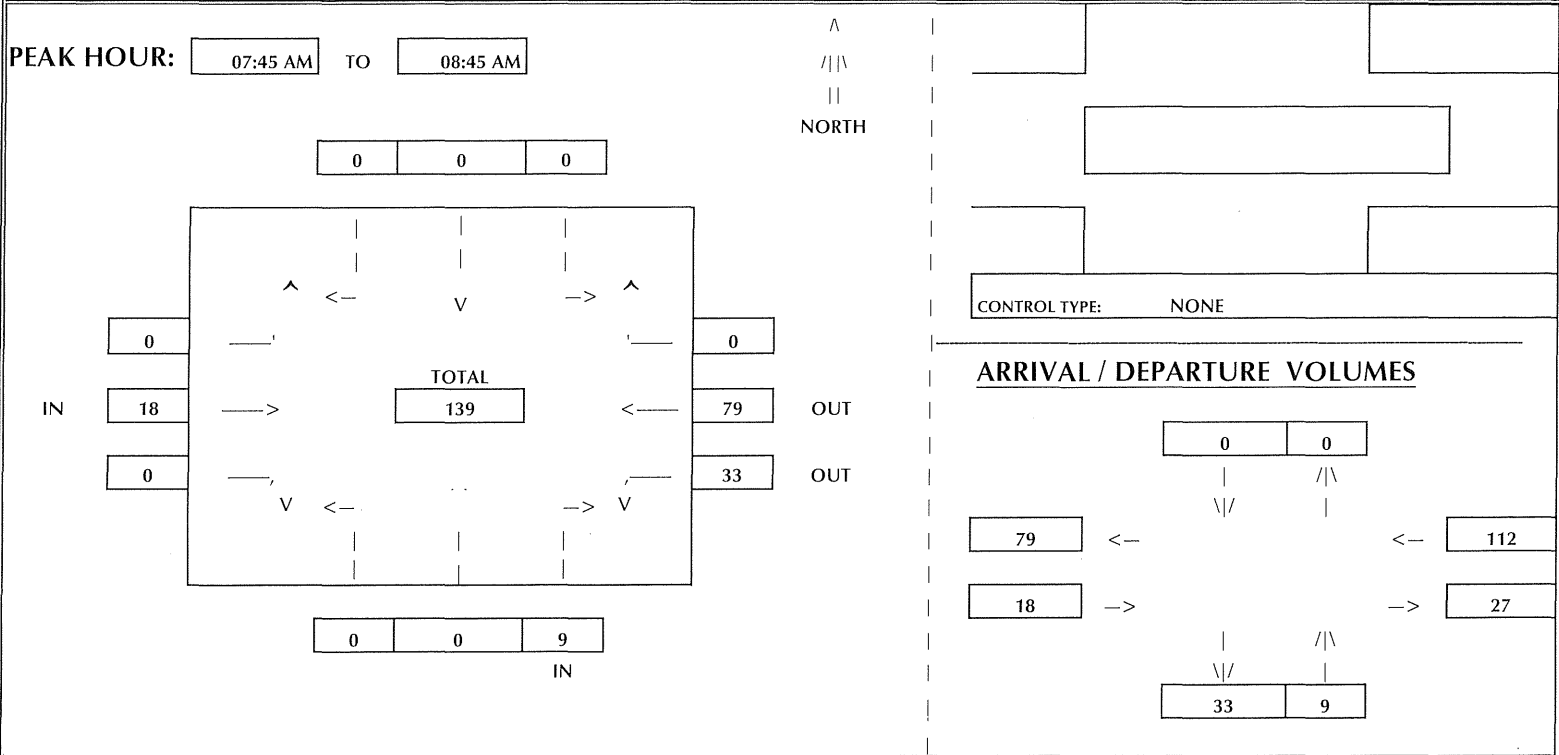 PEAK HOUR: 07:45 AM TO 08:45 AM
NORTH
0 0 0
0 0
TOTAL
IN 18 139 79 OUT
0 33 OUT
0 0 9
IN
CONTROL TYPE: NONE
ARRIVAL / DEPARTURE VOLUMES
0 0
79 112
18 27
33 9